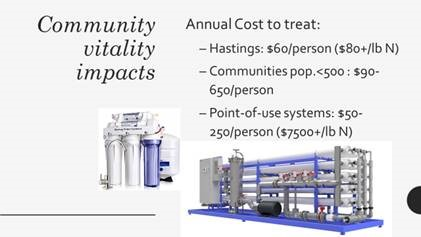 Community
vitality
impacts
Annual Cost to treat:
– Hastings: $60/person ($80+/lb N)
– Communities pop.<500 : $90-
650/person
– Point-of-use systems: $50-
250/person ($7500+/lb N)